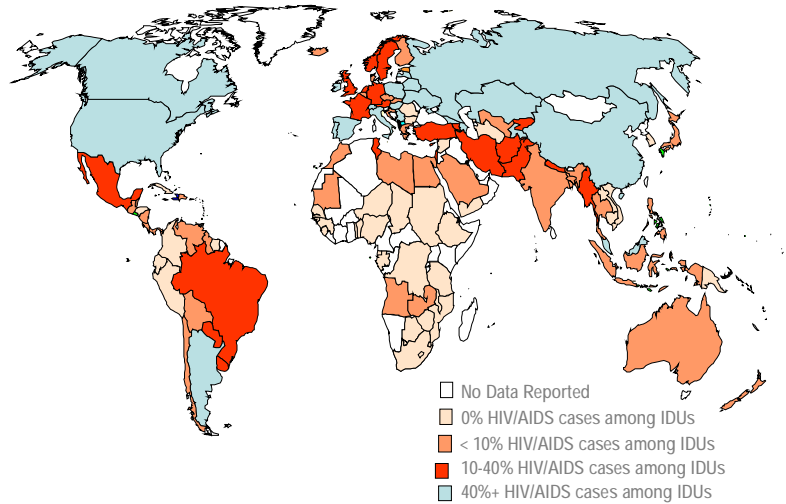 No Data Reported
0% HIV/AIDS cases among IDUs
< 10% HIV/AIDS cases among IDUs
10-40% HIV/AIDS cases among IDUs
40%+ HIV/AIDS cases among IDUs